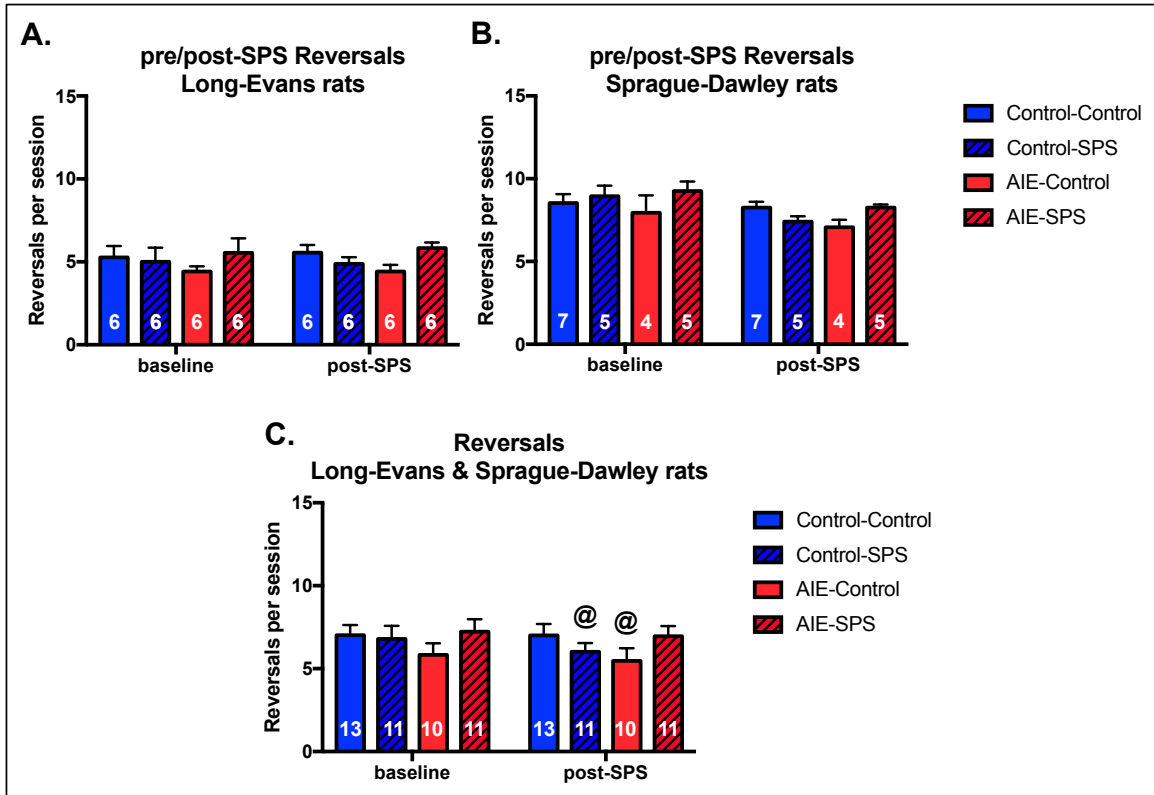 A.
pre/post-SPS Reversals
Long-Evans rats
Reversals per session
15
10
5
0
6 6 6 6 6 6 6 6
baseline post-SPS
B.
pre/post-SPS Reversals
Sprague-Dawley rats
Reversals per session
15
10
5
0
7 5 4 5 7 5 4 5
baseline post-SPS
Control-Control
Control-SPS
AIE-Control
AIE-SPS
C.
Reversals
Long-Evans & Sprague-Dawley rats
Reversals per session
15
10
5
0
@ @
13 11 10 11 13 11 10 11
baseline post-SPS
Control-Control
Control-SPS
AIE-Control
AIE-SPS